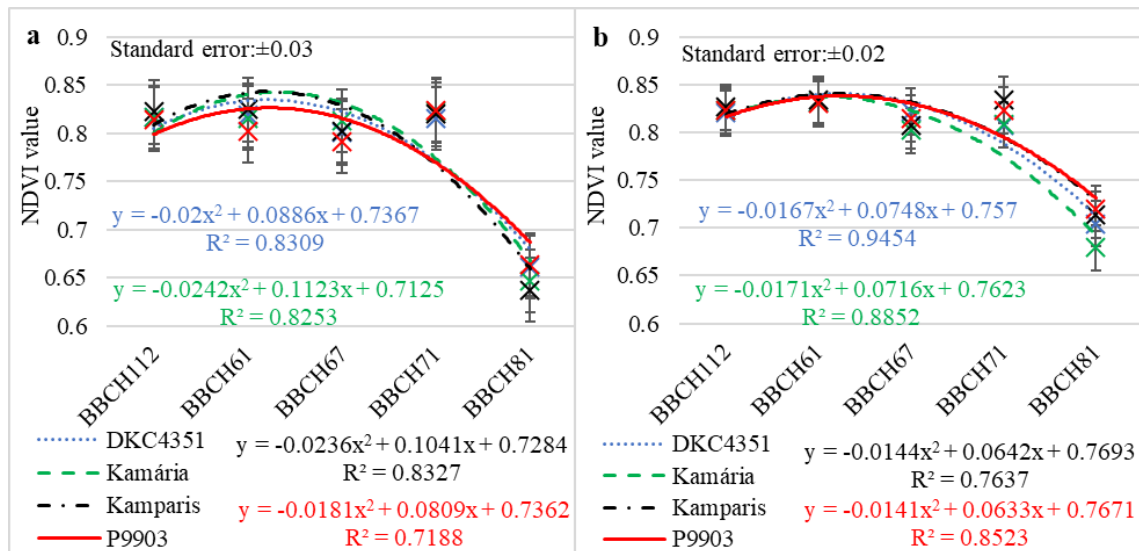 a
Standard error:±0.03
NDVI value
0.9
0.85
0.8
0.75
0.7
0.65
0.6
y = -0.02x² + 0.0886x + 0.7367
R² = 0.8309
y = -0.0242x² + 0.1123x + 0.7125
R² = 0.8253
BBCH112
BBCH61
BBCH67
BBCH71
BBCH81
DKC4351
Kamária
Kamparis
P9903
y = -0.0236x² + 0.1041x + 0.7284
R² = 0.8327
y = -0.0181x² + 0.0809x + 0.7362
R² = 0.7188
b
Standard error:±0.02
NDVI value
0.9
0.85
0.8
0.75
0.7
0.65
0.6
y = -0.0167x² + 0.0748x + 0.757
R² = 0.9454
y = -0.0171x² + 0.0716x + 0.7623
R² = 0.8852
BBCH112
BBCH61
BBCH67
BBCH71
BBCH81
DKC4351
Kamária
Kamparis
P9903
y = -0.0144x² + 0.0642x + 0.7693
R² = 0.7637
y = -0.0141x² + 0.0633x + 0.7671
R² = 0.8523